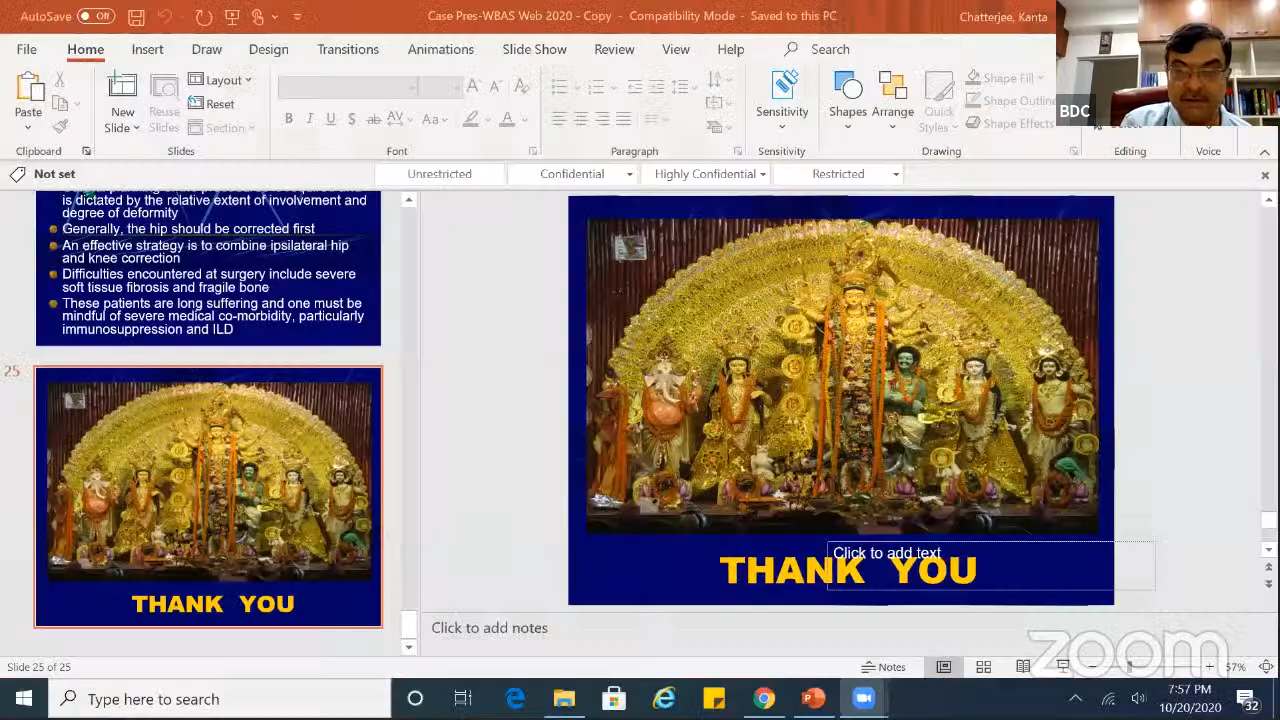 AutoSave Off
Case Pres-WBAS Web 2020 - Copy - Compatibility Mode - Saved to this PC
Chatterjee, Kanta
File Home Insert Draw Design Transitions Animations Slide Show Review View Help Search
Paste
Clipboard
New Slide
Reuse Slides
Layout
Reset
Section
Slides
B I U S ab AV Aa A
Font
Paragraph
Sensitivity
Sensitivity
Shapes
Arrange
Quick Styles
Shape Fill
Shape Outline
Shape Effects
Drawing
Editing
Voice
BDC
Not set
Unrestricted Confidential Highly Confidential Restricted
is dictated by the relative extent of involvement and
degree of deformity
Generally, the hip should be corrected first
An effective strategy is to combine ipsilateral hip
and knee correction
Difficulties encountered at surgery include severe
soft tissue fibrosis and fragile bone
These patients are long suffering and one must be
mindful of severe medical co-morbidity, particularly
immunosuppression and ILD
25
THANK YOU
Click to add text
THANK YOU
Click to add notes
zoom
Slide 25 of 25
Notes
57%
Type here to search
7:57 PM
10/20/2020
32